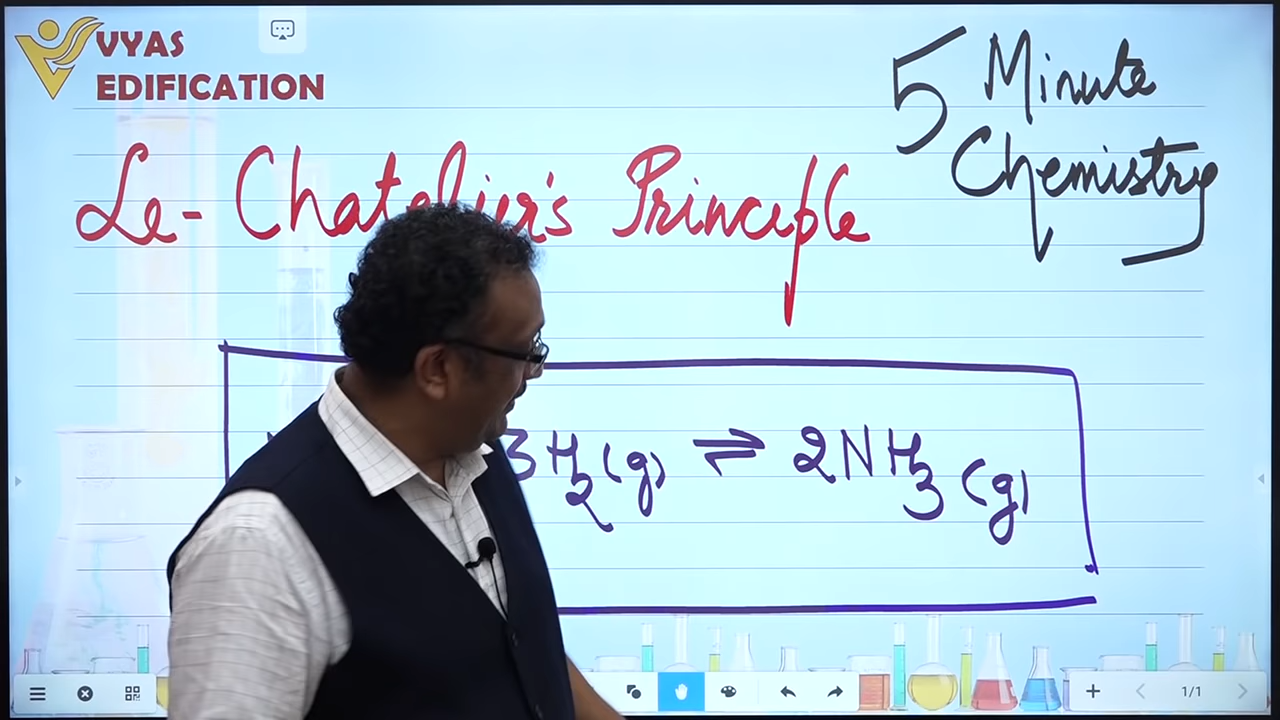 VYAS
EDIFICATION
5 Minute
Chemistry
Le-Chatelier's Principle
3H2(g) ⇌ 2NH3(g)
1/1